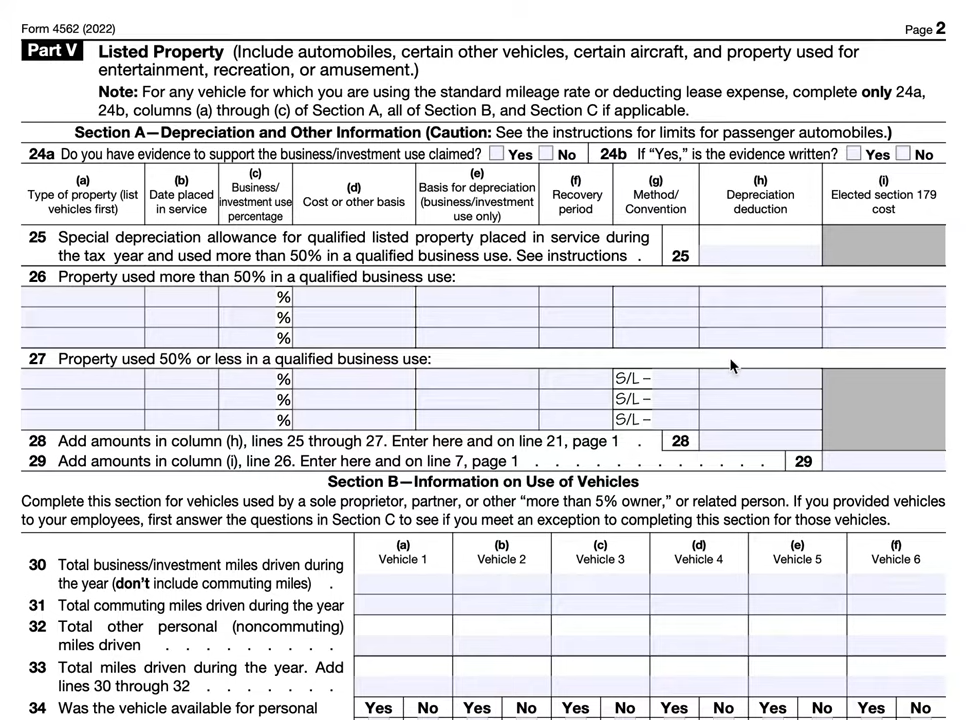 Form 4562 (2022) Page 2
Part V Listed Property (Include automobiles, certain other vehicles, certain aircraft, and property used for
entertainment, recreation, or amusement.)
Note: For any vehicle for which you are using the standard mileage rate or deducting lease expense, complete only 24a,
24b, columns (a) through (c) of Section A, all of Section B, and Section C if applicable.
Section A—Depreciation and Other Information (Caution: See the instructions for limits for passenger automobiles.)
24a Do you have evidence to support the business/investment use claimed? Yes No 24b If "Yes," is the evidence written? Yes No
(a) Type of property (list vehicles first)
(b) Date placed in service
(c) Business/ investment use percentage
(d) Cost or other basis
(e) Basis for depreciation (business/investment use only)
(f) Recovery period
(g) Method/ Convention
(h) Depreciation deduction
(i) Elected section 179 cost
25 Special depreciation allowance for qualified listed property placed in service during
the tax year and used more than 50% in a qualified business use. See instructions . 25
26 Property used more than 50% in a qualified business use:
%
%
%
27 Property used 50% or less in a qualified business use:
% S/L –
% S/L –
% S/L –
28 Add amounts in column (h), lines 25 through 27. Enter here and on line 21, page 1 . 28
29 Add amounts in column (i), line 26. Enter here and on line 7, page 1 . . . . . . . . . . . . 29
Section B—Information on Use of Vehicles
Complete this section for vehicles used by a sole proprietor, partner, or other "more than 5% owner," or related person. If you provided vehicles
to your employees, first answer the questions in Section C to see if you meet an exception to completing this section for those vehicles.
(a) Vehicle 1
(b) Vehicle 2
(c) Vehicle 3
(d) Vehicle 4
(e) Vehicle 5
(f) Vehicle 6
30 Total business/investment miles driven during
the year (don't include commuting miles) .
31 Total commuting miles driven during the year
32 Total other personal (noncommuting)
miles driven . . . . . . . . .
33 Total miles driven during the year. Add
lines 30 through 32 . . . . . . .
34 Was the vehicle available for personal Yes No Yes No Yes No Yes No Yes No Yes No